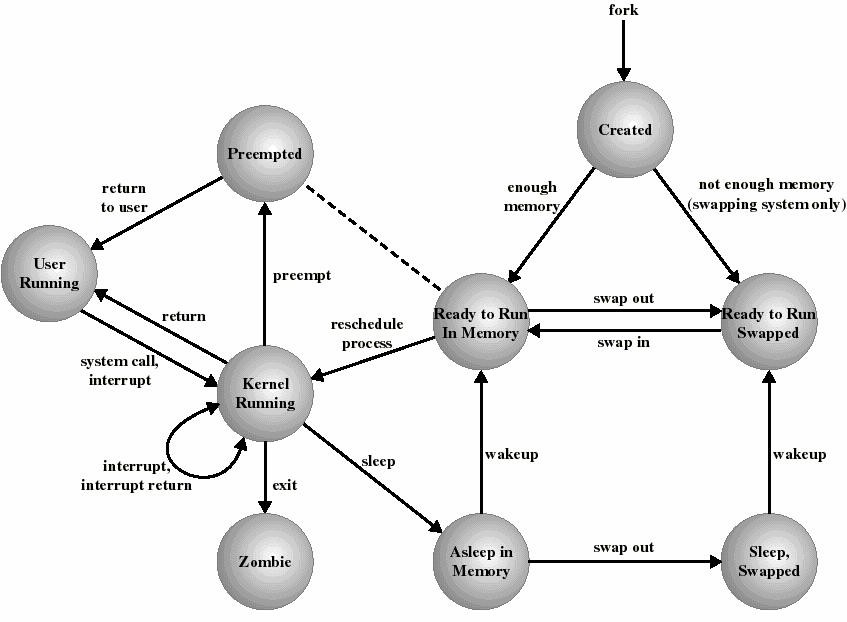 fork
Created
Preempted
enough
memory
not enough memory
(swapping system only)
return
to user
User
Running
preempt
return
reschedule
process
Ready to Run
In Memory
swap out
swap in
Ready to Run
Swapped
system call,
interrupt
Kernel
Running
interrupt,
interrupt return
sleep
exit
wakeup
wakeup
Zombie
Asleep in
Memory
swap out
Sleep,
Swapped